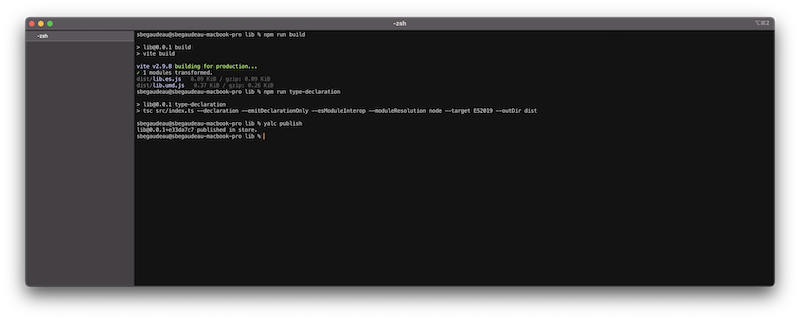 -zsh
⌥⌘2
-zsh
sbegaudeau@sbegaudeau-macbook-pro lib % npm run build
> lib@0.0.1 build
> vite build
vite v2.9.8 building for production...
✓ 1 modules transformed.
dist/lib.es.js 0.09 KiB / gzip: 0.09 KiB
dist/lib.umd.js 0.37 KiB / gzip: 0.26 KiB
sbegaudeau@sbegaudeau-macbook-pro lib % npm run type-declaration
> lib@0.0.1 type-declaration
> tsc src/index.ts --declaration --emitDeclarationOnly --esModuleInterop --moduleResolution node --target ES2019 --outDir dist
sbegaudeau@sbegaudeau-macbook-pro lib % yalc publish
lib@0.0.1+e33da7c7 published in store.
sbegaudeau@sbegaudeau-macbook-pro lib %